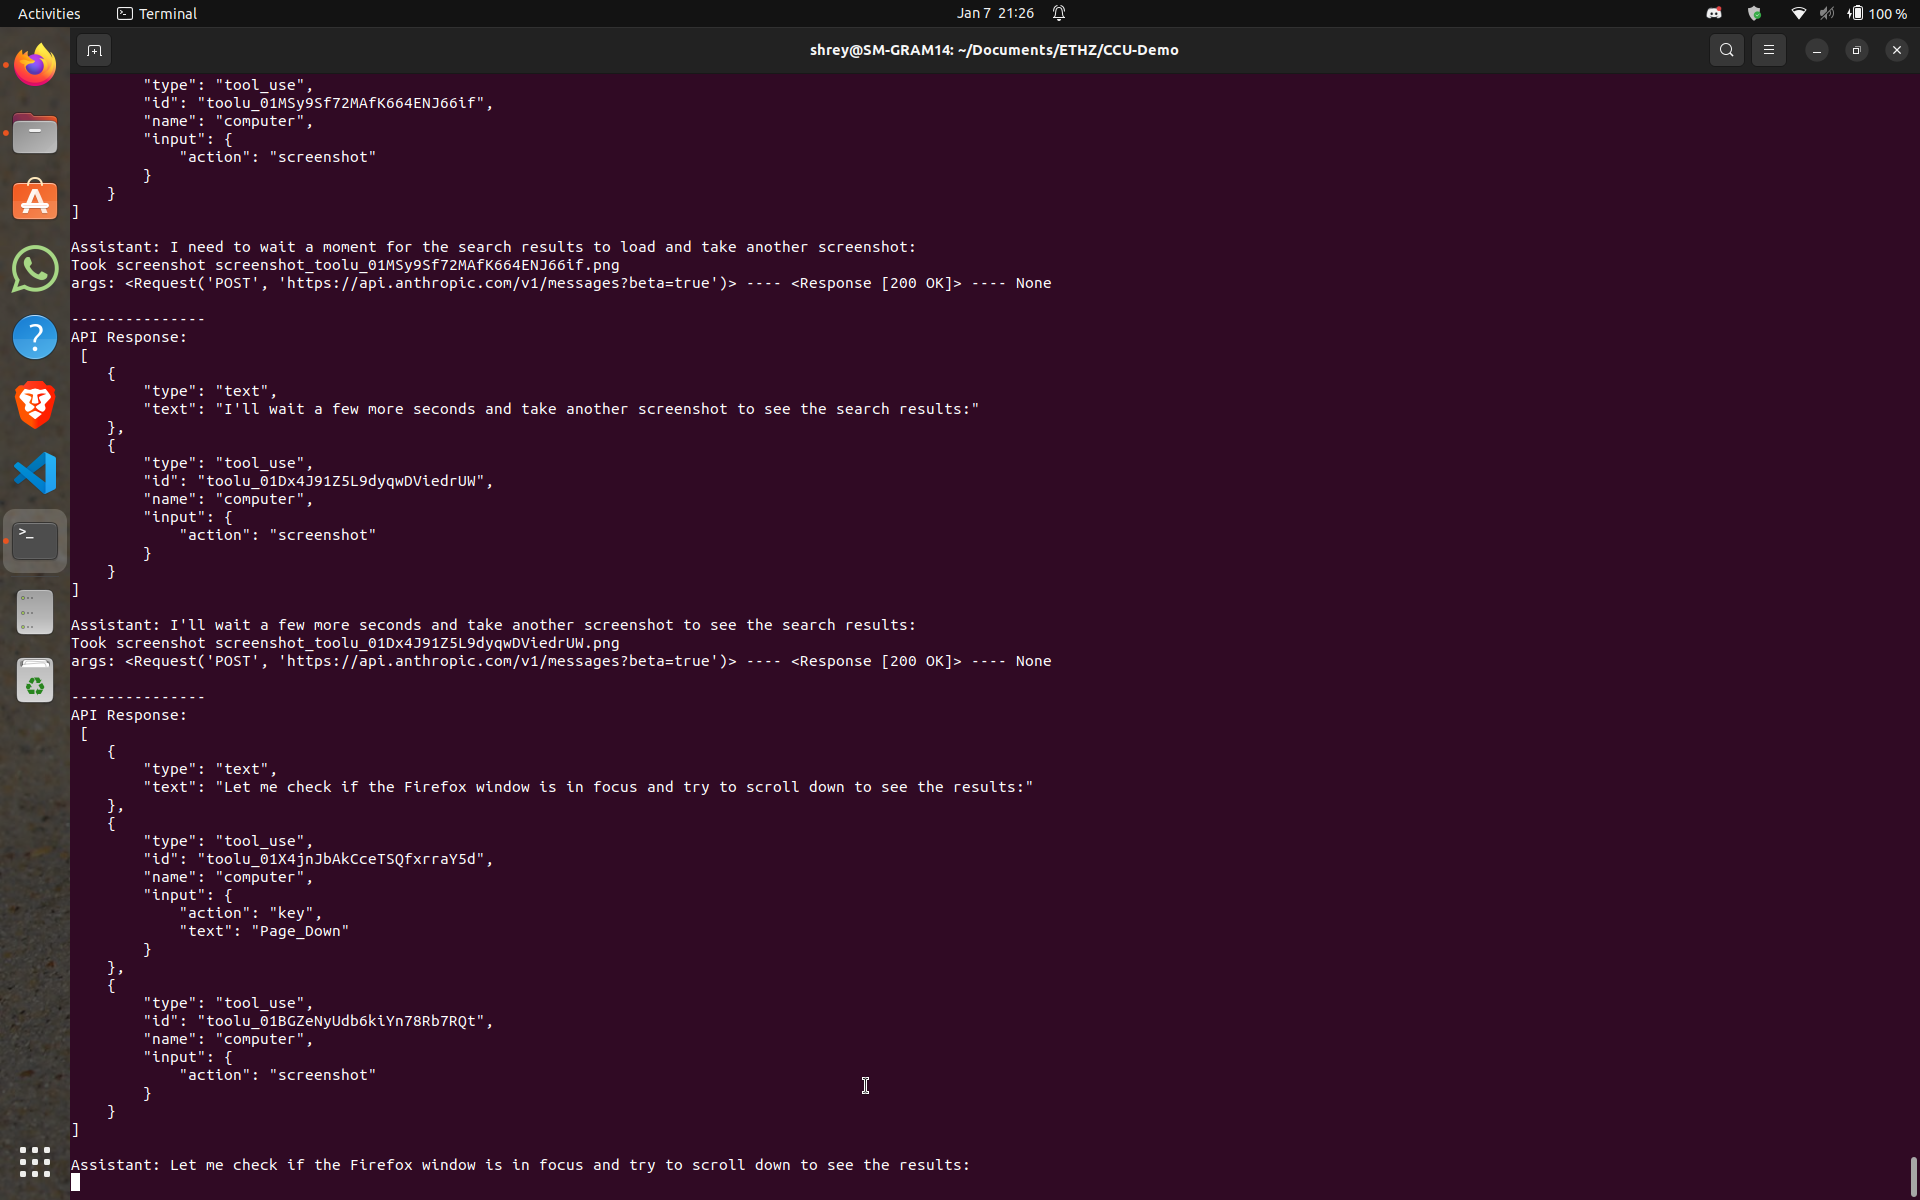 Activities
Terminal
Jan 7 21:26
100 %
shrey@SM-GRAM14: ~/Documents/ETHZ/CCU-Demo
        "type": "tool_use",
        "id": "toolu_01MSy9Sf72MAfK664ENJ66if",
        "name": "computer",
        "input": {
            "action": "screenshot"
        }
    }
]
Assistant: I need to wait a moment for the search results to load and take another screenshot:
Took screenshot screenshot_toolu_01MSy9Sf72MAfK664ENJ66if.png
args: <Request('POST', 'https://api.anthropic.com/v1/messages?beta=true')> ---- <Response [200 OK]> ---- None
---------------
API Response:
 [
    {
        "type": "text",
        "text": "I'll wait a few more seconds and take another screenshot to see the search results:"
    },
    {
        "type": "tool_use",
        "id": "toolu_01Dx4J91Z5L9dyqwDViedrUW",
        "name": "computer",
        "input": {
            "action": "screenshot"
        }
    }
]
Assistant: I'll wait a few more seconds and take another screenshot to see the search results:
Took screenshot screenshot_toolu_01Dx4J91Z5L9dyqwDViedrUW.png
args: <Request('POST', 'https://api.anthropic.com/v1/messages?beta=true')> ---- <Response [200 OK]> ---- None
---------------
API Response:
 [
    {
        "type": "text",
        "text": "Let me check if the Firefox window is in focus and try to scroll down to see the results:"
    },
    {
        "type": "tool_use",
        "id": "toolu_01X4jnJbAkCceTSQfxrraY5d",
        "name": "computer",
        "input": {
            "action": "key",
            "text": "Page_Down"
        }
    },
    {
        "type": "tool_use",
        "id": "toolu_01BGZeNyUdb6kiYn78Rb7RQt",
        "name": "computer",
        "input": {
            "action": "screenshot"
        }
    }
]
Assistant: Let me check if the Firefox window is in focus and try to scroll down to see the results: